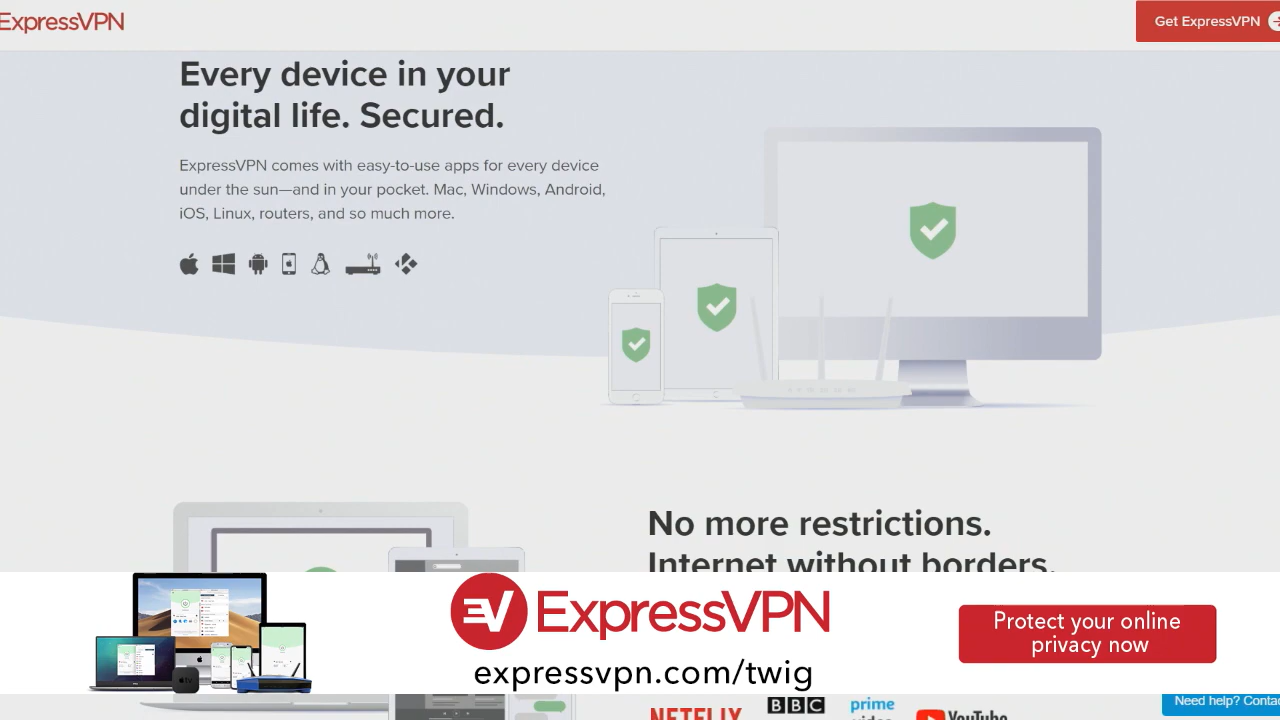 ExpressVPN
Get ExpressVPN
Every device in your
digital life. Secured.
ExpressVPN comes with easy-to-use apps for every device
under the sun—and in your pocket. Mac, Windows, Android,
iOS, Linux, routers, and so much more.
No more restrictions.
Internet without borders.
EV ExpressVPN
expressvpn.com/twig
Protect your online
privacy now
NETFLIX
BBC
prime
video
YouTube
Need help? Contac